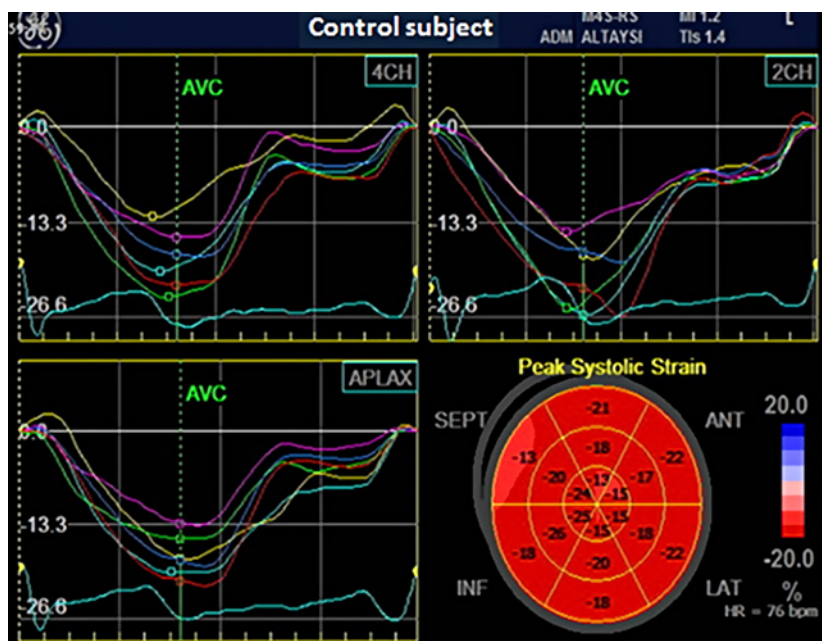 Control subject
M4S-RS
MI 1.2
L
ADM
ALTAYSI
TIs 1.4
4CH
AVC
0.0
-13.3
-26.6
2CH
AVC
0.0
-13.3
-26.6
APLAX
AVC
0.0
-13.3
-26.6
Peak Systolic Strain
SEPT
ANT
-21
-13
-18
-22
-20
-13
-17
-24
-15
-25
-15
-26
-15
-18
-18
-20
-22
-18
INF
LAT
20.0
-20.0
%
HR = 76 bpm